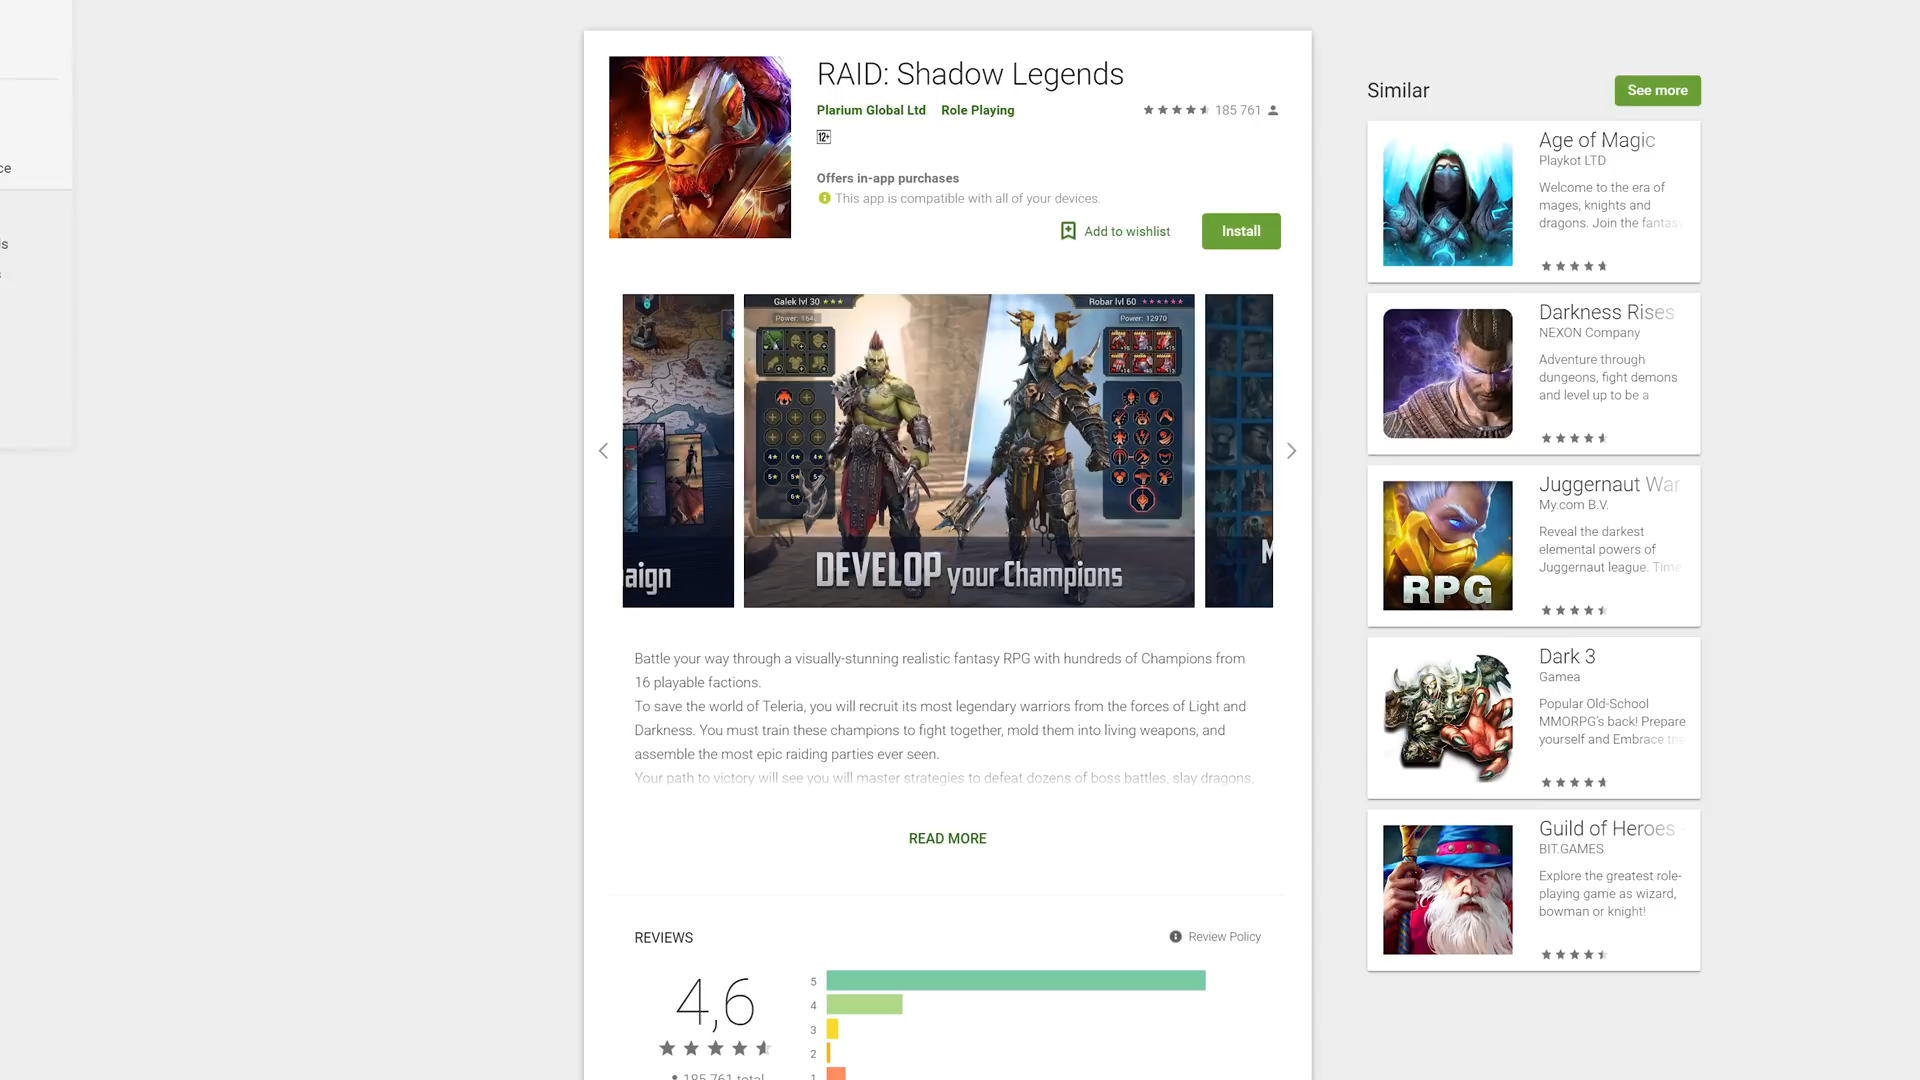 ce
ls
s
RAID: Shadow Legends
Plarium Global Ltd Role Playing
185 761
12+
Offers in-app purchases
This app is compatible with all of your devices.
Add to wishlist
Install
Galek lvl 30
Power: 164
Robar lvl 60
Power: 12970
aign
DEVELOP your Champions
M
Battle your way through a visually-stunning realistic fantasy RPG with hundreds of Champions from
16 playable factions.
To save the world of Teleria, you will recruit its most legendary warriors from the forces of Light and
Darkness. You must train these champions to fight together, mold them into living weapons, and
assemble the most epic raiding parties ever seen.
Your path to victory will see you will master strategies to defeat dozens of boss battles, slay dragons,
READ MORE
REVIEWS
Review Policy
4,6
185 761 total
5
4
3
2
1
Similar
See more
Age of Magic
Playkot LTD
Welcome to the era of
mages, knights and
dragons. Join the fantasy
Darkness Rises
NEXON Company
Adventure through
dungeons, fight demons
and level up to be a
Juggernaut War
My.com B.V.
Reveal the darkest
elemental powers of
Juggernaut league. Time
RPG
Dark 3
Gamea
Popular Old-School
MMORPG's back! Prepare
yourself and Embrace the
Guild of Heroes -
BIT.GAMES
Explore the greatest role-
playing game as wizard,
bowman or knight!